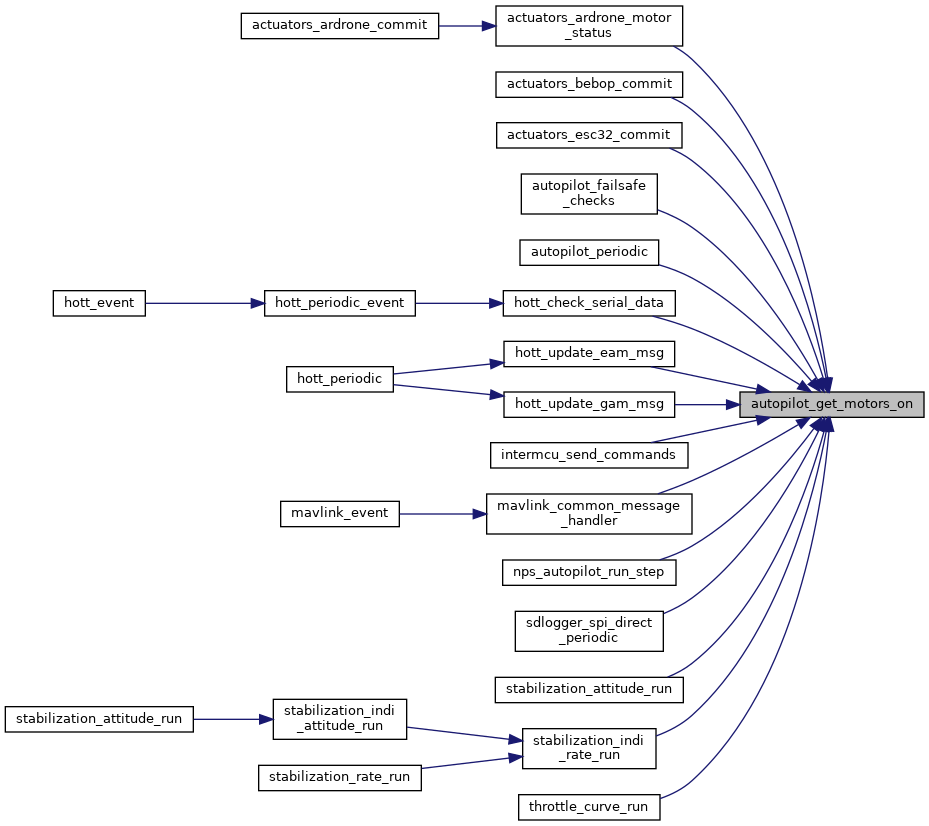 actuators_ardrone_commit
actuators_ardrone_motor
_status
actuators_bebop_commit
actuators_esc32_commit
autopilot_failsafe
_checks
autopilot_periodic
hott_event
hott_periodic_event
hott_check_serial_data
hott_update_eam_msg
hott_periodic
hott_update_gam_msg
autopilot_get_motors_on
intermcu_send_commands
mavlink_event
mavlink_common_message
_handler
nps_autopilot_run_step
sdlogger_spi_direct
_periodic
stabilization_attitude_run
stabilization_attitude_run
stabilization_indi
_attitude_run
stabilization_indi
_rate_run
stabilization_rate_run
throttle_curve_run